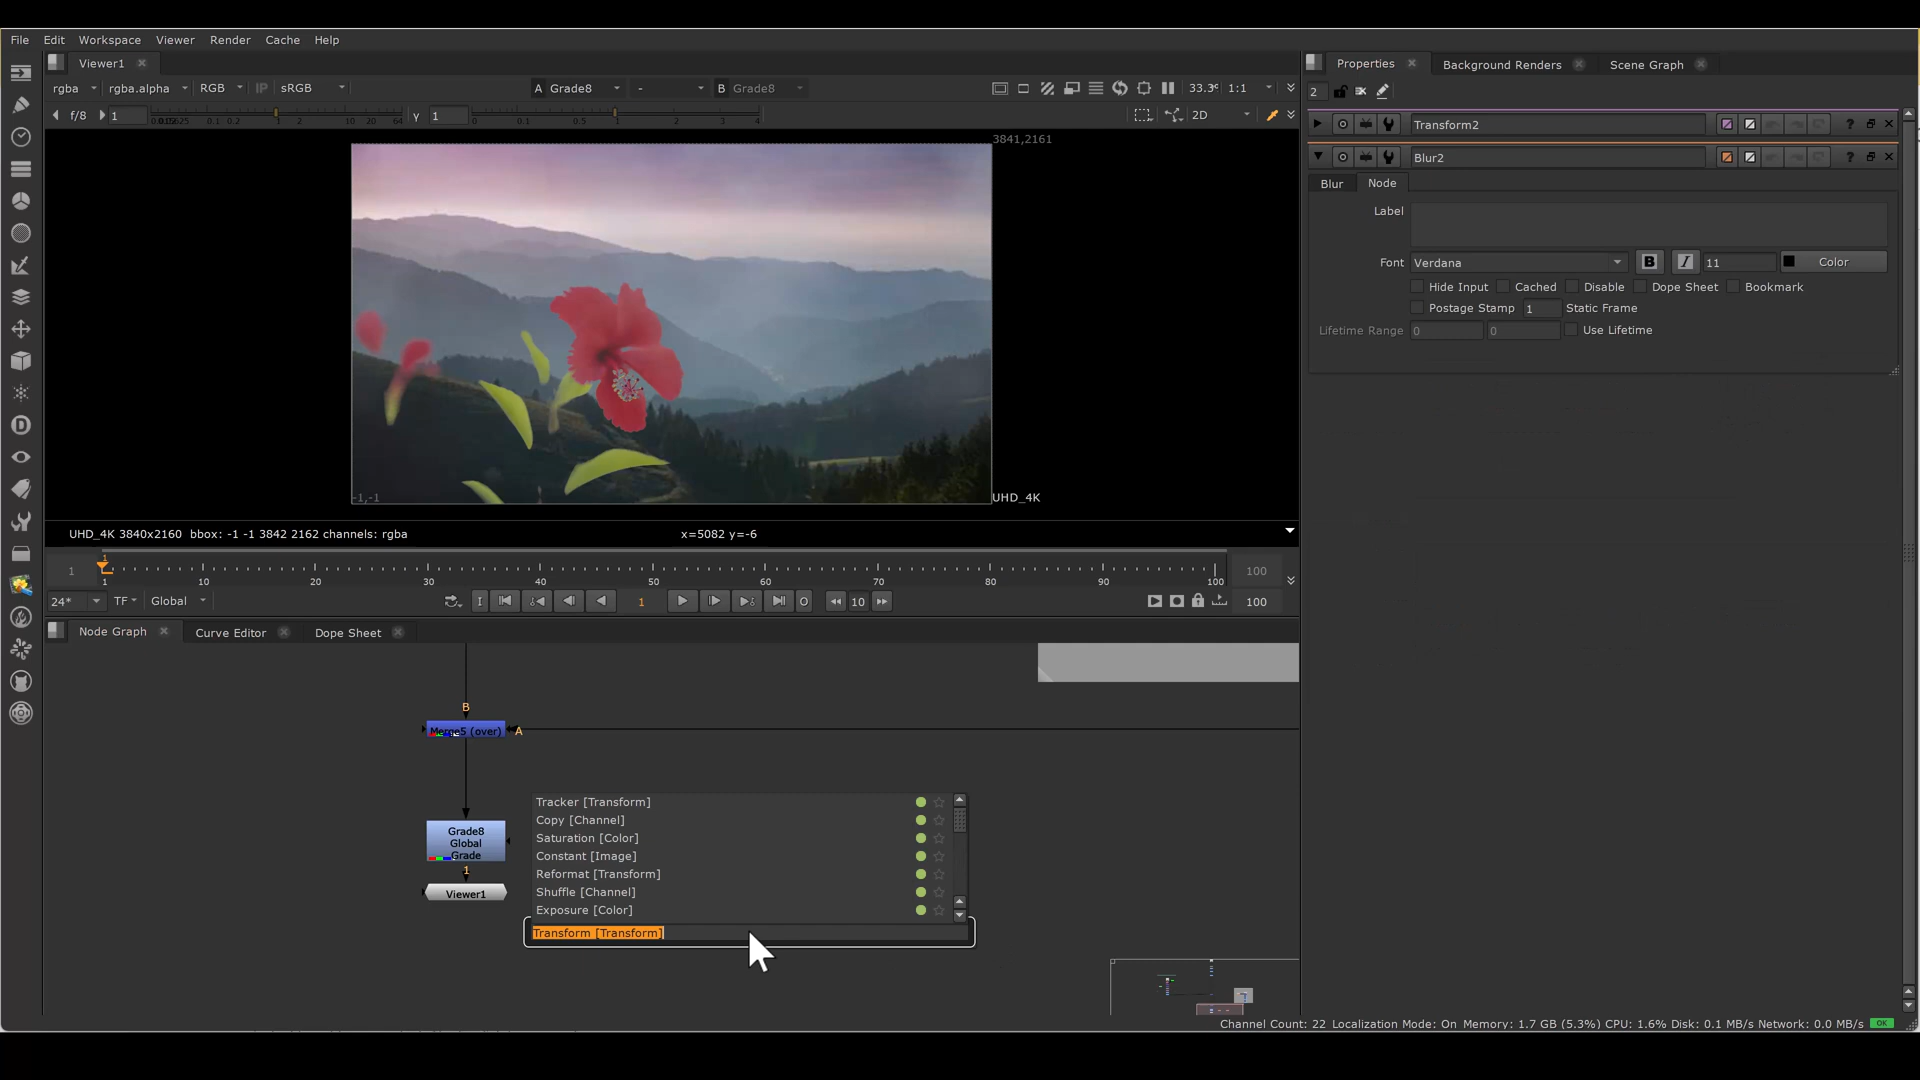 File Edit Workspace Viewer Render Cache Help
Viewer1
rgba rgba.alpha RGB IP sRGB A Grade8 - B Grade8 1:1
f/8 1 γ 1 2D
3841,2161
-1,-1
UHD_4K
UHD_4K 3840x2160 bbox: -1 -1 3842 2162 channels: rgba x=5082 y=-6
1 1 10 20 30 40 50 60 70 80 90 100 100
24* TF Global I 1 O 10 100
Node Graph Curve Editor Dope Sheet
B
Merge5 (over) A
Grade8
Global
Grade
1
Viewer1
Tracker [Transform]
Copy [Channel]
Saturation [Color]
Constant [Image]
Reformat [Transform]
Shuffle [Channel]
Exposure [Color]
Transform [Transform]
Properties Background Renders Scene Graph
2
Transform2
Blur2
Blur Node
Label
Font Verdana B I 11 Color
Hide Input Cached Disable Dope Sheet Bookmark
Postage Stamp 1 Static Frame
Lifetime Range 0 0 Use Lifetime
Channel Count: 22 Localization Mode: On Memory: 1.7 GB (5.3%) CPU: 1.6% Disk: 0.1 MB/s Network: 0.0 MB/s OK